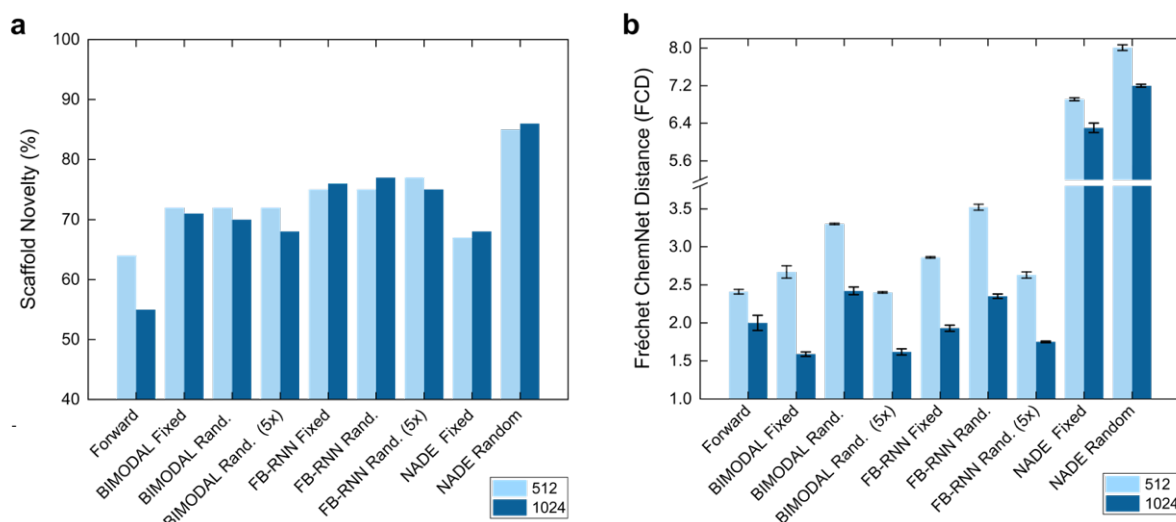 a
100
90
80
70
60
50
40
Scaffold Novelty (%)
Forward
BIMODAL Fixed
BIMODAL Rand.
BIMODAL Rand. (5x)
FB-RNN Fixed
FB-RNN Rand.
FB-RNN Rand. (5x)
NADE Fixed
NADE Random
512
1024
b
8.0
7.2
6.4
5.6
3.5
3.0
2.5
2.0
1.5
1.0
Fréchet ChemNet Distance (FCD)
Forward
BIMODAL Fixed
BIMODAL Rand.
BIMODAL Rand. (5x)
FB-RNN Fixed
FB-RNN Rand.
FB-RNN Rand. (5x)
NADE Fixed
NADE Random
512
1024